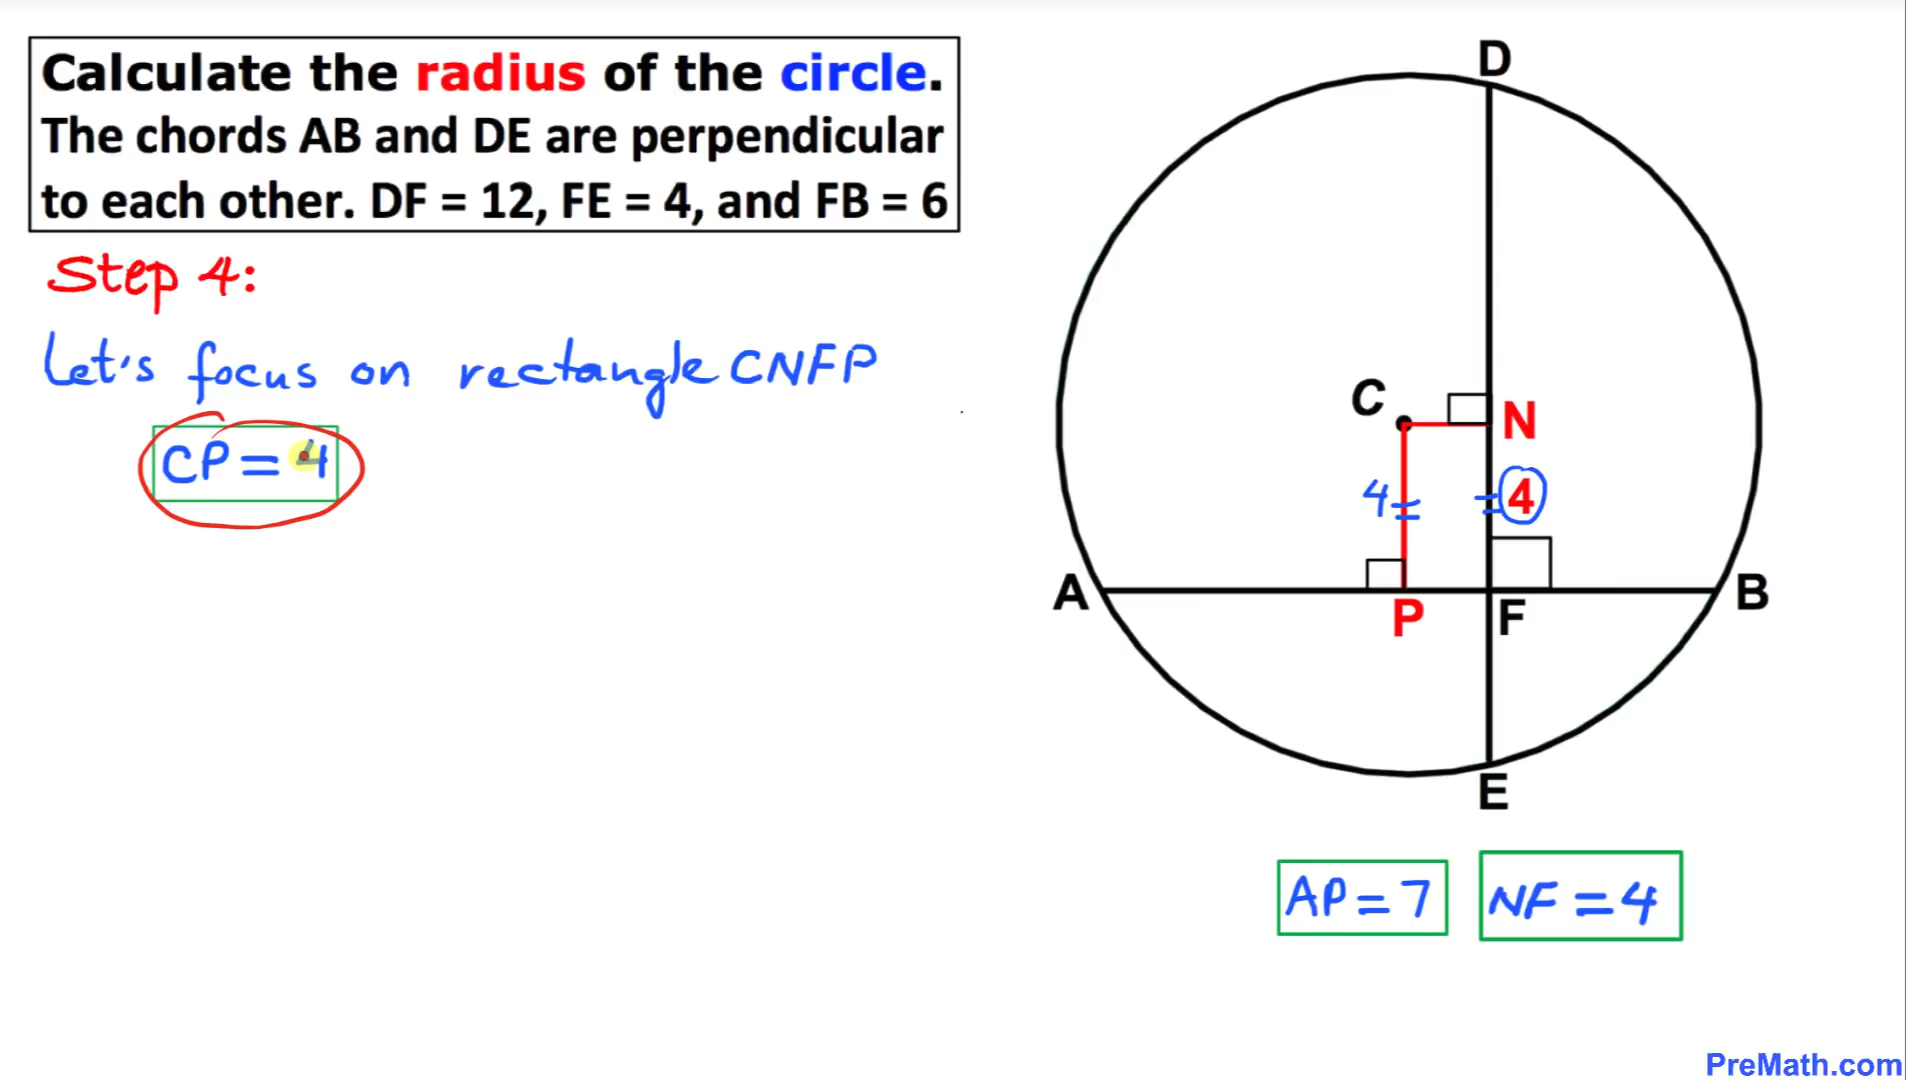 Calculate the radius of the circle.
The chords AB and DE are perpendicular
to each other. DF = 12, FE = 4, and FB = 6
Step 4:
Let's focus on rectangle CNFP
CP = 4
D
C
N
4
4
A
B
P
F
E
AP = 7
NF = 4
PreMath.com